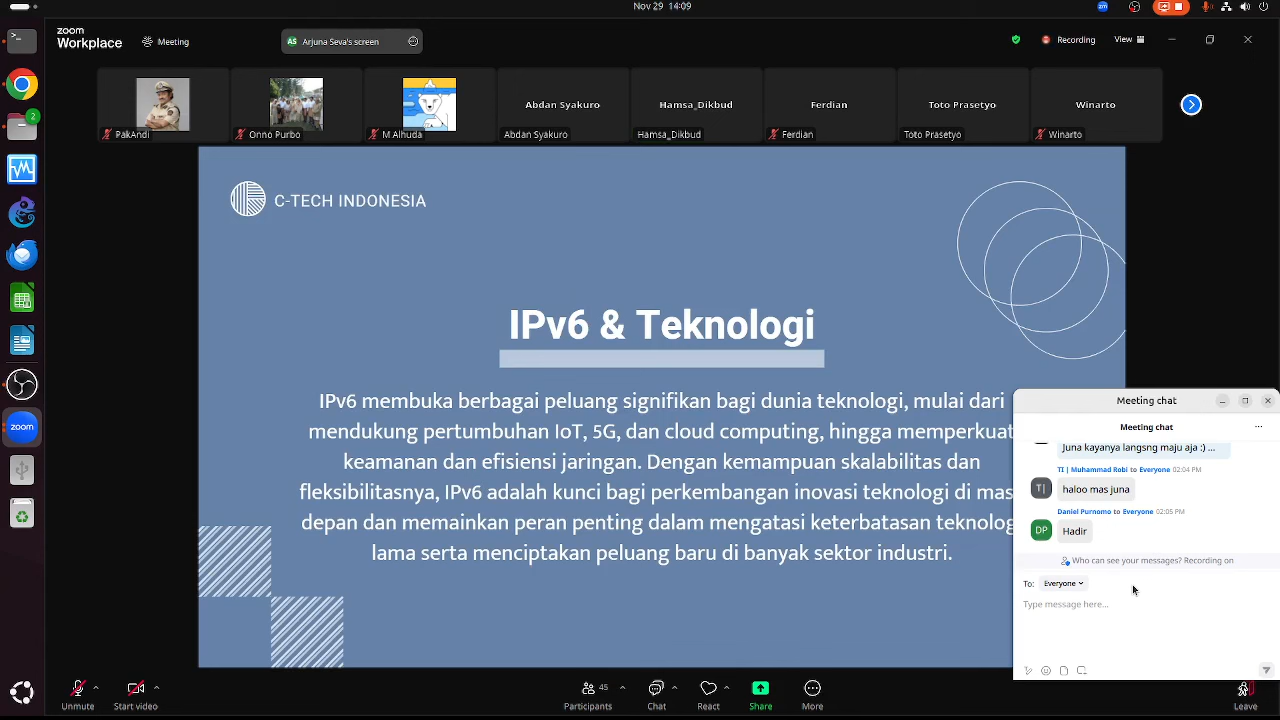 Nov 29 14:09
zoom
Workplace
Meeting
AS Arjuna Seva's screen
Recording
View
2
PakAndi
Onno Purbo
M Alhuda
Abdan Syakuro
Abdan Syakuro
Hamsa_Dikbud
Hamsa_Dikbud
Ferdian
Ferdian
Toto Prasetyo
Toto Prasetyo
Winarto
Winarto
C-TECH INDONESIA
IPv6 & Teknologi
IPv6 membuka berbagai peluang signifikan bagi dunia teknologi, mulai dari
mendukung pertumbuhan IoT, 5G, dan cloud computing, hingga memperkuat
keamanan dan efisiensi jaringan. Dengan kemampuan skalabilitas dan
fleksibilitasnya, IPv6 adalah kunci bagi perkembangan inovasi teknologi di mas
depan dan memainkan peran penting dalam mengatasi keterbatasan teknolog
lama serta menciptakan peluang baru di banyak sektor industri.
Meeting chat
Meeting chat
Juna kayanya langsng maju aja :) ...
TI | Muhammad Robi to Everyone 02:04 PM
T|
haloo mas juna
Daniel Purnomo to Everyone 02:05 PM
DP
Hadir
Who can see your messages? Recording on
To: Everyone
Type message here...
zoom
zm
Unmute
Start video
45
Participants
Chat
React
Share
More
Leave